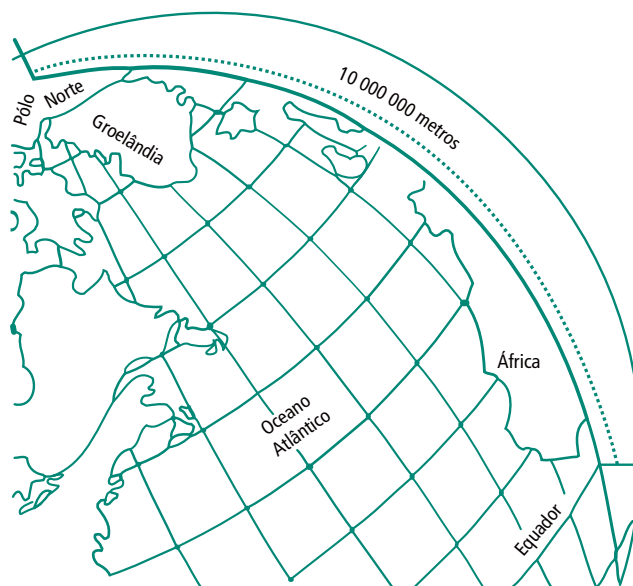 10 000 000 metros
Pólo
Norte
Groelândia
África
Oceano
Atlântico
Equador